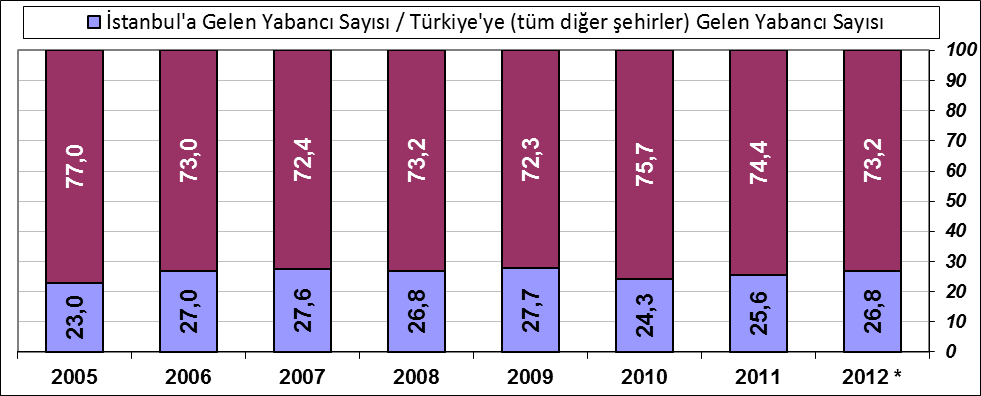 İstanbul'a Gelen Yabancı Sayısı / Türkiye'ye (tüm diğer şehirler) Gelen Yabancı Sayısı
100
90
80
70
60
50
40
30
20
10
0
77,0 73,0 72,4 73,2 72,3 75,7 74,4 73,2
23,0 27,0 27,6 26,8 27,7 24,3 25,6 26,8
2005 2006 2007 2008 2009 2010 2011 2012 *